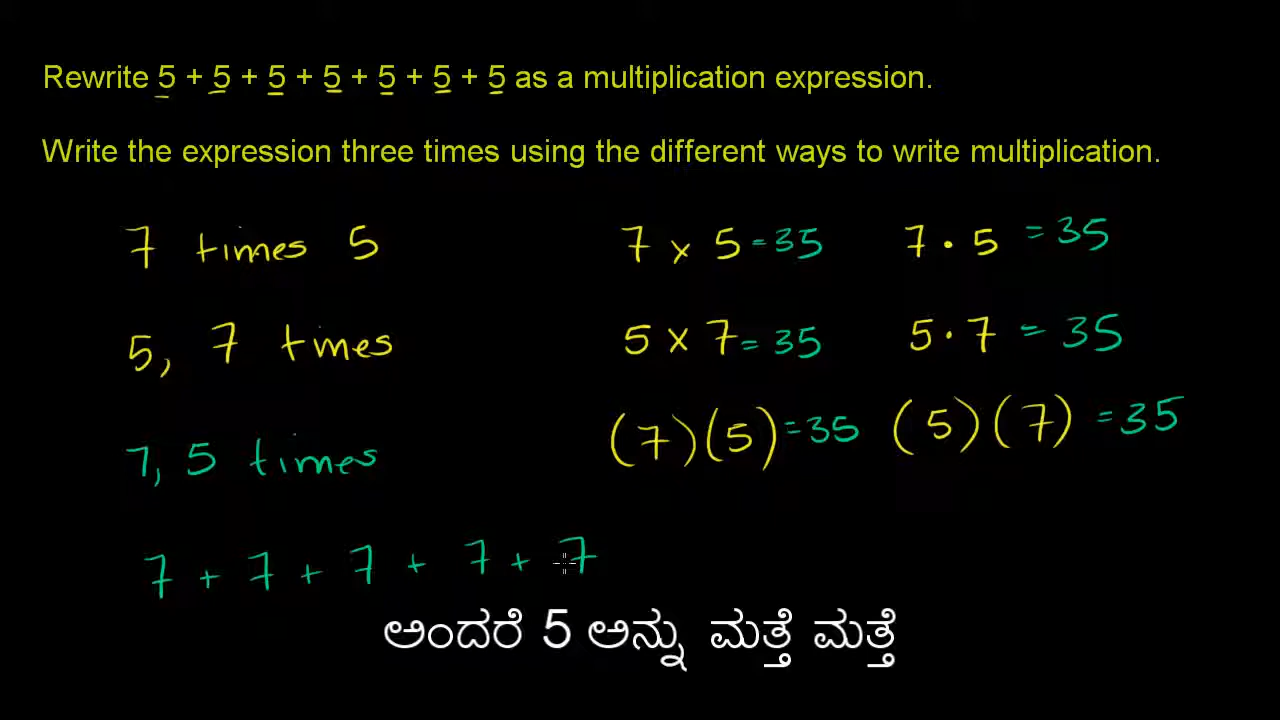 Rewrite 5 + 5 + 5 + 5 + 5 + 5 + 5 as a multiplication expression.
Write the expression three times using the different ways to write multiplication.
7 times 5 7 x 5 = 35 7 · 5 = 35
5, 7 times 5 x 7 = 35 5 · 7 = 35
7, 5 times (7)(5) = 35 (5)(7) = 35
7 + 7 + 7 + 7 + 7
ಅಂದರೆ 5 ಅನ್ನು ಮತ್ತೆ ಮತ್ತೆ